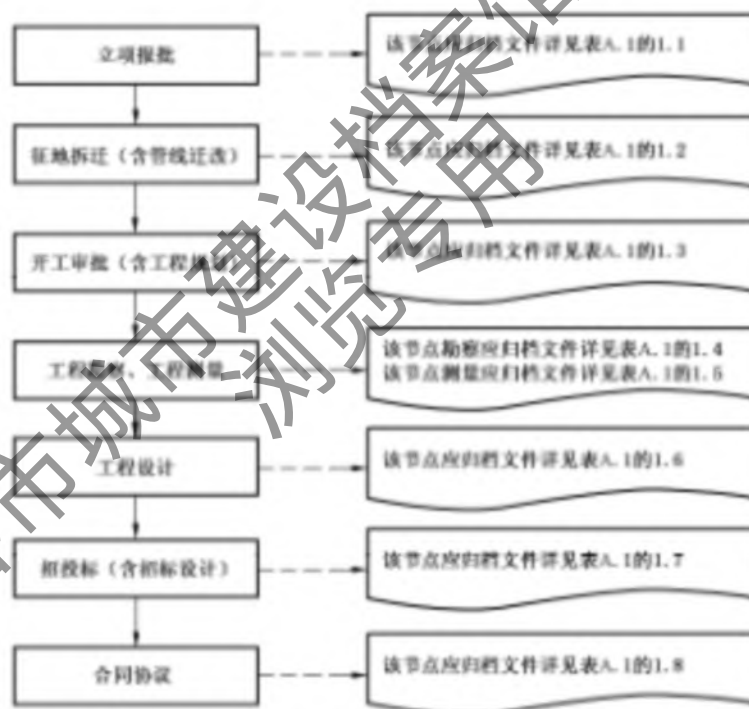 立项报批
该节点应归档文件详见表A.1的1.1
征地拆迁（含管线迁改）
该节点应归档文件详见表A.1的1.2
开工审批（含工程
该节点应归档文件详见表A.1的1.3
工程勘察、工程测量
该节点勘察应归档文件详见表A.1的1.4
该节点测量应归档文件详见表A.1的1.5
工程设计
该节点应归档文件详见表A.1的1.6
招投标（含招标设计）
该节点应归档文件详见表A.1的1.7
合同协议
该节点应归档文件详见表A.1的1.8
市城市建设档案馆
浏览专用